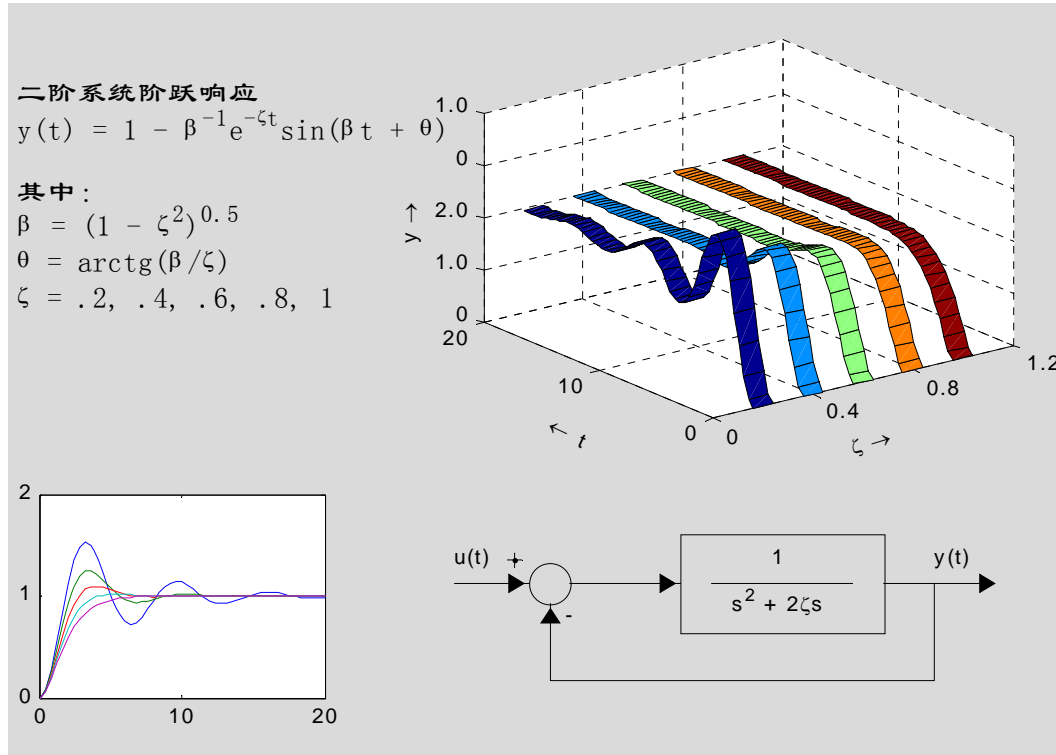 二阶系统阶跃响应
y(t) = 1 - β⁻¹e^{-ζt}sin(βt + θ)
其中:
β = (1 - ζ²)^{0.5}
θ = arctg(β/ζ)
ζ = .2, .4, .6, .8, 1
1.0
0
2.0
1.0
0
y →
20
10
0
← t
0
0.4
0.8
1.2
ζ →
2
1
0
0
10
20
u(t)
+
-
1
s² + 2ζs
y(t)